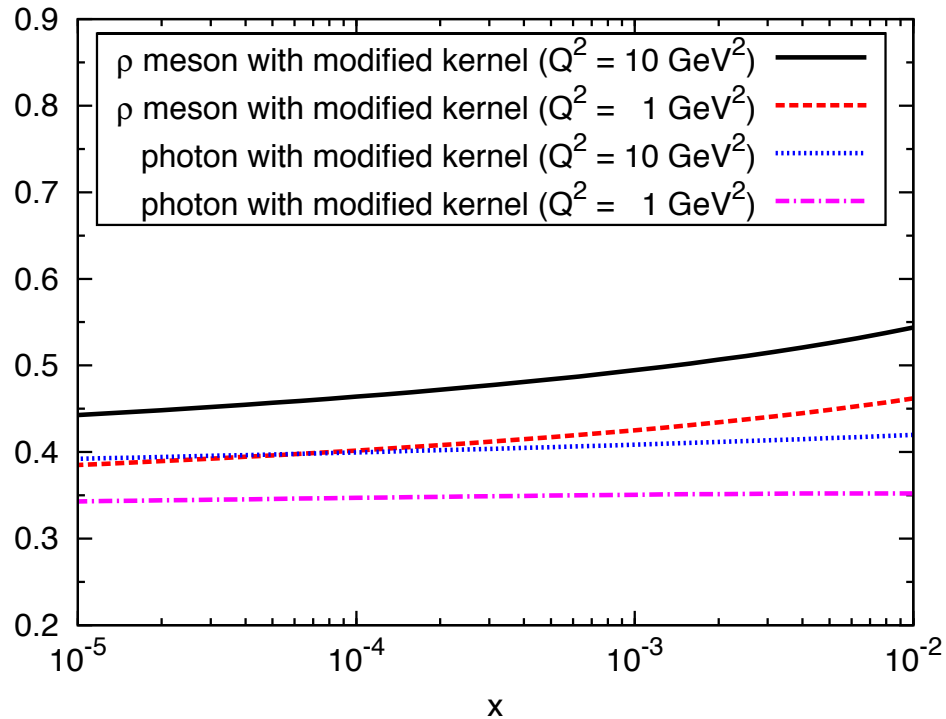 0.9
0.8
0.7
0.6
0.5
0.4
0.3
0.2
ρ meson with modified kernel (Q² = 10 GeV²)
ρ meson with modified kernel (Q² = 1 GeV²)
photon with modified kernel (Q² = 10 GeV²)
photon with modified kernel (Q² = 1 GeV²)
10⁻⁵ 10⁻⁴ 10⁻³ 10⁻²
x